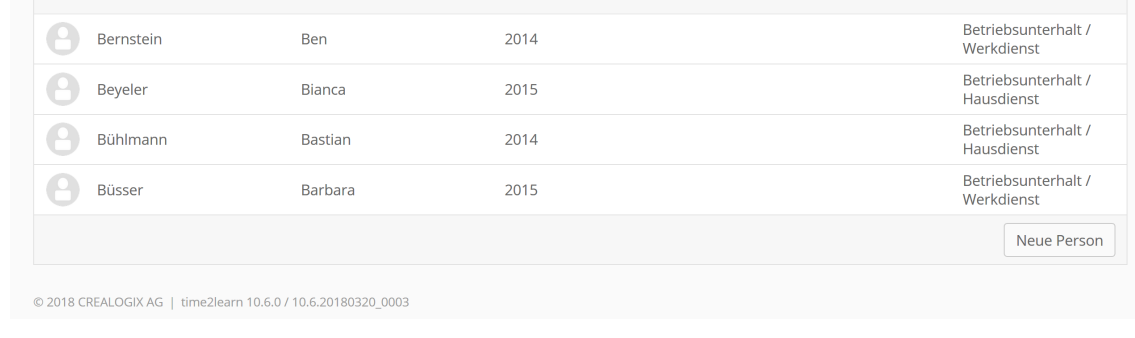 Bernstein Ben 2014 Betriebsunterhalt /
Werkdienst
Beyeler Bianca 2015 Betriebsunterhalt /
Hausdienst
Bühlmann Bastian 2014 Betriebsunterhalt /
Hausdienst
Büsser Barbara 2015 Betriebsunterhalt /
Werkdienst
Neue Person
© 2018 CREALOGIX AG | time2learn 10.6.0 / 10.6.20180320_0003